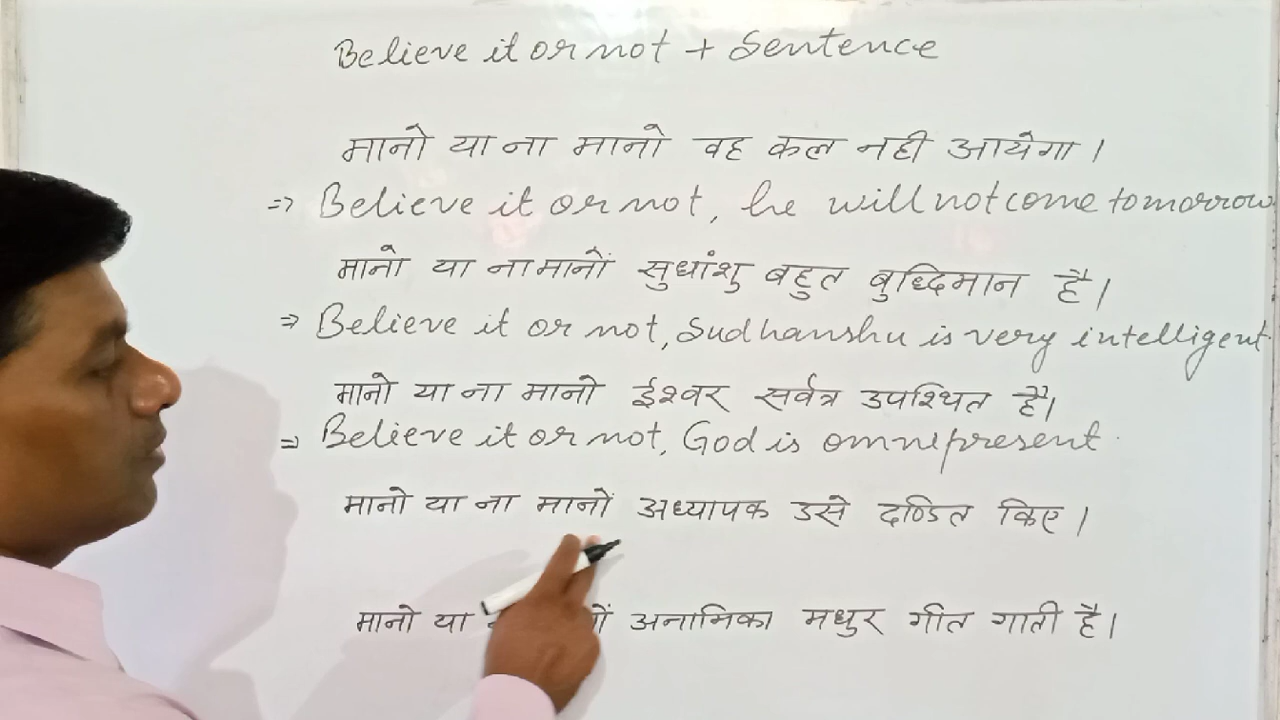 Believe it or not + Sentence
मानो या ना मानो वह कल नही आयेगा।
=> Believe it or not, he will not come tomorrow
मानो या ना मानों सुधांशु बहुत बुध्दिमान है।
=> Believe it or not, Sudhanshu is very intelligent.
मानो या ना मानो ईश्वर सर्वत्र उपश्थित है।
=> Believe it or not, God is omnepresent.
मानो या ना मानों अध्यापक उसे दण्डित किए।
मानो या अनामिका मधुर गीत गाती है।